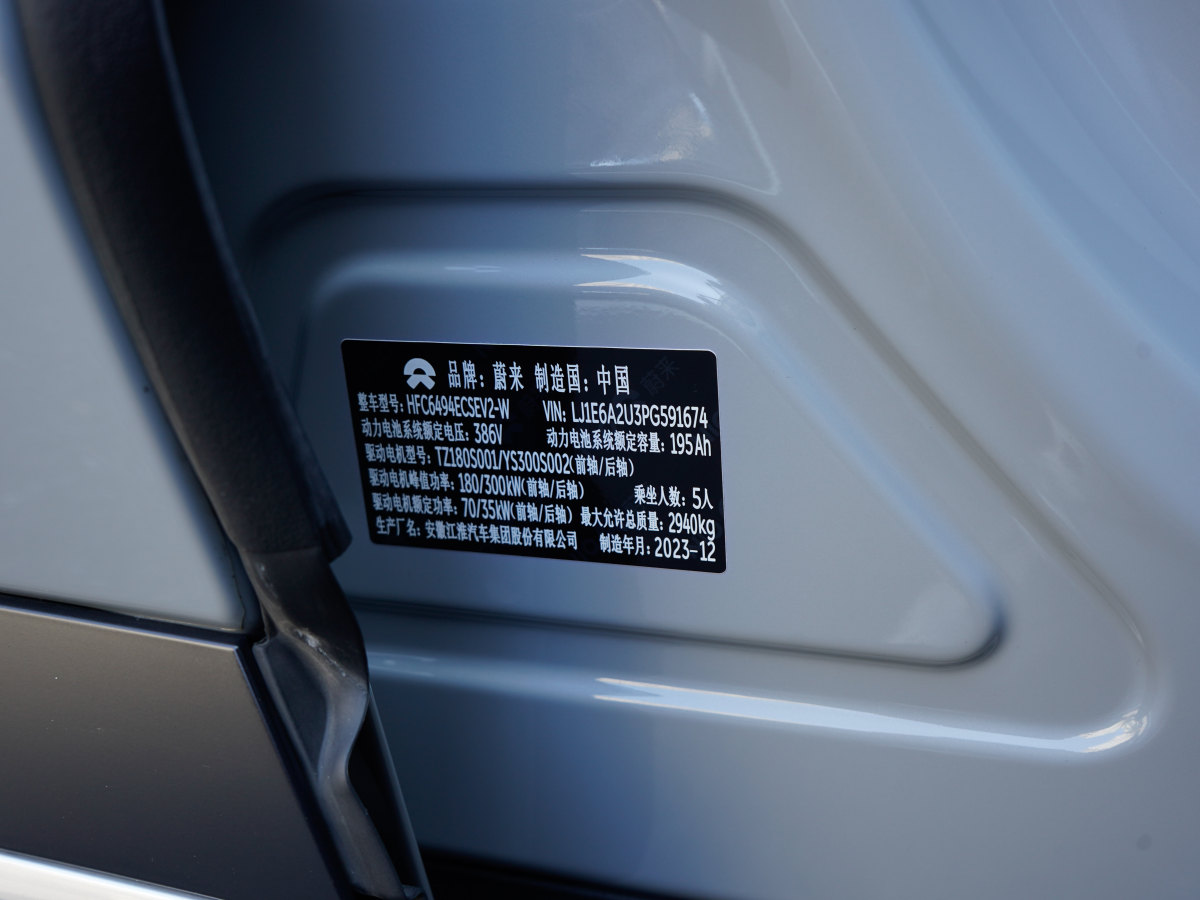 品牌：蔚来 制造国：中国
整车型号：HFC6494ECSEV2-W VIN：LJ1E6A2U3PG591674
动力电池系统额定电压：386V 动力电池系统额定容量：195Ah
驱动电机型号：TZ180S001/YS300S002(前轴/后轴)
驱动电机峰值功率：180/300kW(前轴/后轴) 乘坐人数：5人
驱动电机额定功率：70/35kW(前轴/后轴) 最大允许总质量：2940kg
生产厂名：安徽江淮汽车集团股份有限公司 制造年月：2023-12